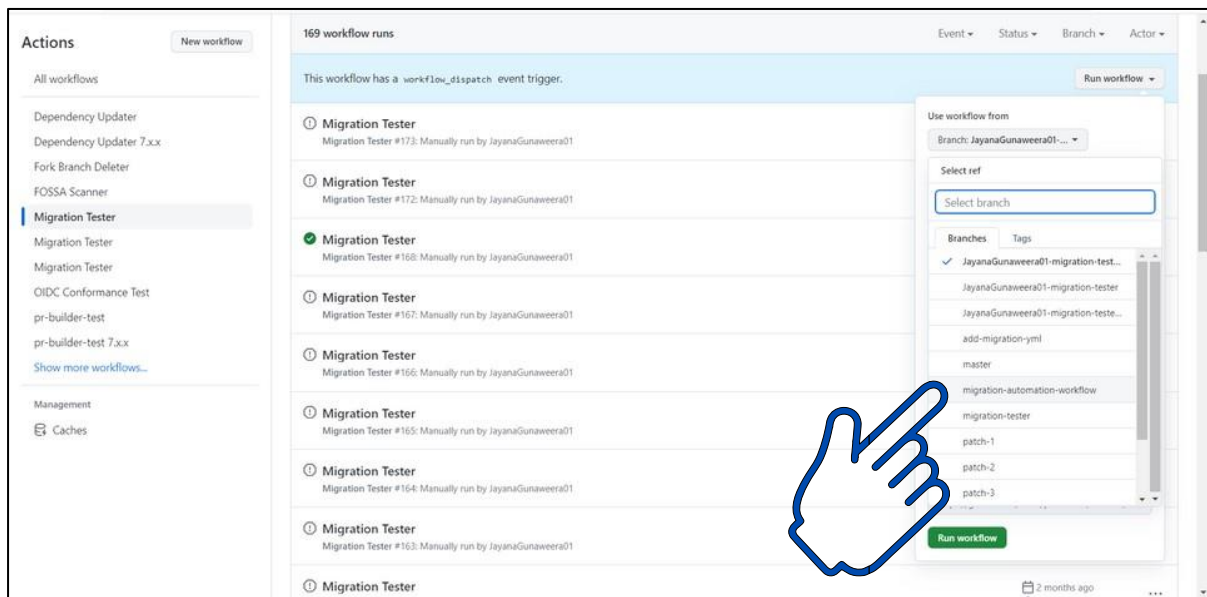 Actions
New workflow
All workflows
Dependency Updater
Dependency Updater 7.x.x
Fork Branch Deleter
FOSSA Scanner
Migration Tester
Migration Tester
Migration Tester
OIDC Conformance Test
pr-builder-test
pr-builder-test 7.x.x
Show more workflows...
Management
Caches
169 workflow runs
Event
Status
Branch
Actor
This workflow has a workflow_dispatch event trigger.
Run workflow
Migration Tester
Migration Tester #173: Manually run by JayanaGunaweera01
Migration Tester
Migration Tester #172: Manually run by JayanaGunaweera01
Migration Tester
Migration Tester #168: Manually run by JayanaGunaweera01
Migration Tester
Migration Tester #167: Manually run by JayanaGunaweera01
Migration Tester
Migration Tester #166: Manually run by JayanaGunaweera01
Migration Tester
Migration Tester #165: Manually run by JayanaGunaweera01
Migration Tester
Migration Tester #164: Manually run by JayanaGunaweera01
Migration Tester
Migration Tester #163: Manually run by JayanaGunaweera01
Migration Tester
2 months ago
...
Use workflow from
Branch: JayanaGunaweera01-...
Select ref
Select branch
Branches
Tags
JayanaGunaweera01-migration-test...
JayanaGunaweera01-migration-tester
JayanaGunaweera01-migration-teste...
add-migration-yml
master
migration-automation-workflow
migration-tester
patch-1
patch-2
patch-3
Run workflow